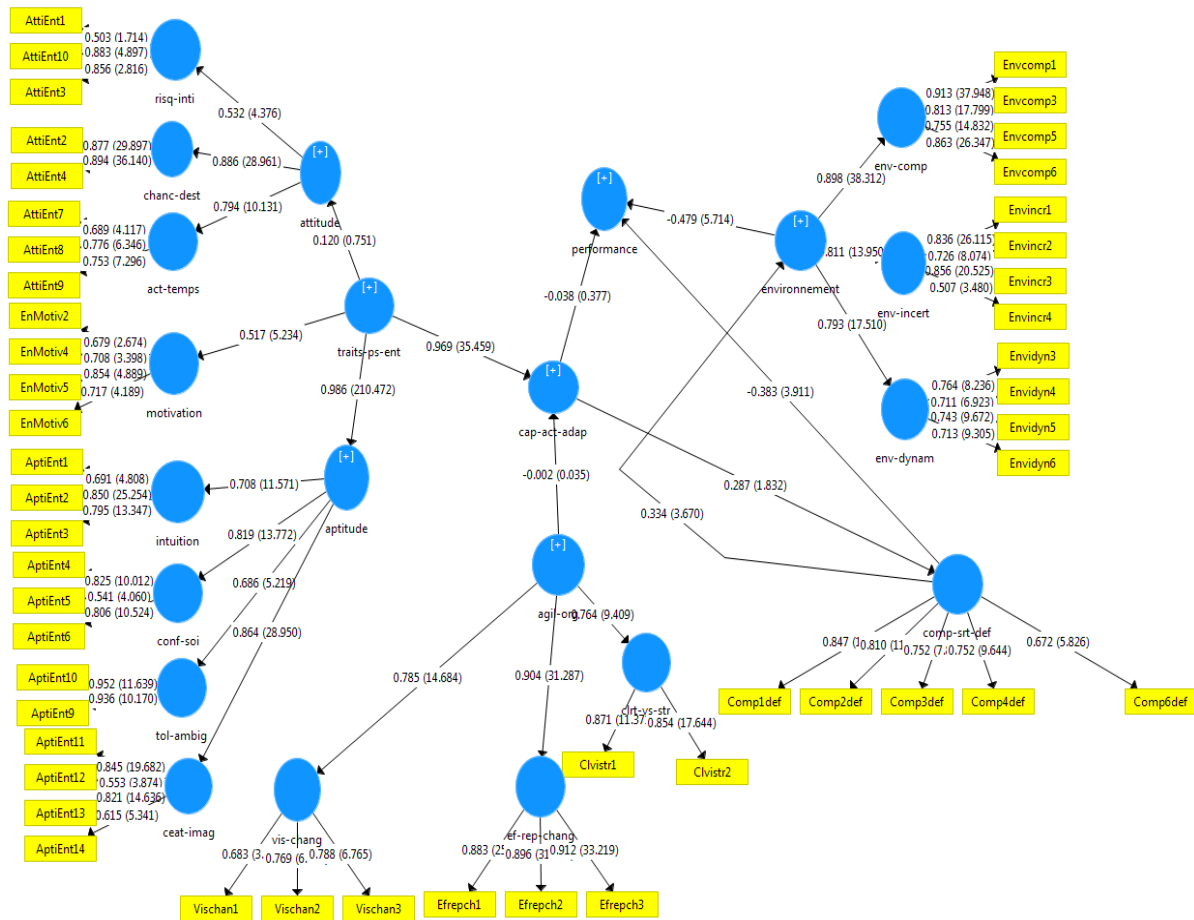 AttiEnt1
AttiEnt10
AttiEnt3
0.503 (1.714)
0.883 (4.897)
0.856 (2.816)
risq-inti
0.532 (4.376)
AttiEnt2
AttiEnt4
0.877 (29.897)
0.894 (36.140)
chanc-dest
0.886 (28.961)
[+]
attitude
AttiEnt7
AttiEnt8
AttiEnt9
0.689 (4.117)
0.776 (6.346)
0.753 (7.296)
act-temps
0.794 (10.131)
0.120 (0.751)
EnMotiv2
EnMotiv4
EnMotiv5
EnMotiv6
0.679 (2.674)
0.708 (3.398)
0.854 (4.889)
0.717 (4.189)
motivation
0.517 (5.234)
[+]
traits-ps-ent
0.969 (35.459)
0.986 (210.472)
AptiEnt1
AptiEnt2
AptiEnt3
0.691 (4.808)
0.850 (25.254)
0.795 (13.347)
intuition
0.708 (11.571)
[+]
aptitude
AptiEnt4
AptiEnt5
AptiEnt6
0.825 (10.012)
0.541 (4.060)
0.806 (10.524)
conf-soi
0.819 (13.772)
0.686 (5.219)
0.864 (28.950)
AptiEnt10
AptiEnt9
0.952 (11.639)
0.936 (10.170)
tol-ambig
AptiEnt11
AptiEnt12
AptiEnt13
AptiEnt14
0.845 (19.682)
0.553 (3.874)
0.821 (14.636)
0.615 (5.341)
ceat-imag
[+]
performance
-0.479 (5.714)
-0.038 (0.377)
-0.383 (3.911)
[+]
cap-act-adap
-0.002 (0.035)
0.287 (1.832)
0.334 (3.670)
[+]
environnement
0.898 (38.312)
.811 (13.950)
0.793 (17.510)
env-comp
0.913 (37.948)
0.813 (17.799)
0.755 (14.832)
0.863 (26.347)
Envcomp1
Envcomp3
Envcomp5
Envcomp6
env-incert
0.836 (26.115)
0.726 (8.074)
0.856 (20.525)
0.507 (3.480)
Envincr1
Envincr2
Envincr3
Envincr4
env-dynam
0.764 (8.236)
0.711 (6.923)
0.743 (9.672)
0.713 (9.305)
Envidyn3
Envidyn4
Envidyn5
Envidyn6
[+]
agil-org
.764 (9.409)
0.785 (14.684)
0.904 (31.287)
clrt-vs-str
0.871 (11.37
0.854 (17.644)
Clvistr1
Clvistr2
vis-chang
0.683 (3.
0.769 (6.
0.788 (6.765)
Vischan1
Vischan2
Vischan3
ef-rep-chang
0.883 (25
0.896 (31
0.912 (33.219)
Efrepch1
Efrepch2
Efrepch3
comp-srt-def
0.847 (1
0.810 (11
0.752 (7.
0.752 (9.644)
0.672 (5.826)
Comp1def
Comp2def
Comp3def
Comp4def
Comp6def